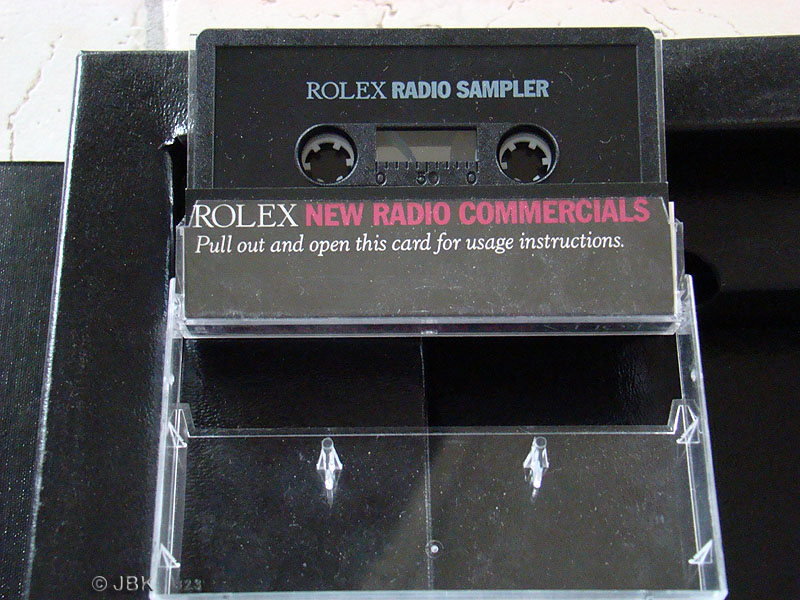 ROLEX RADIO SAMPLER
0 50 0
ROLEX NEW RADIO COMMERCIALS
Pull out and open this card for usage instructions.
© JBK